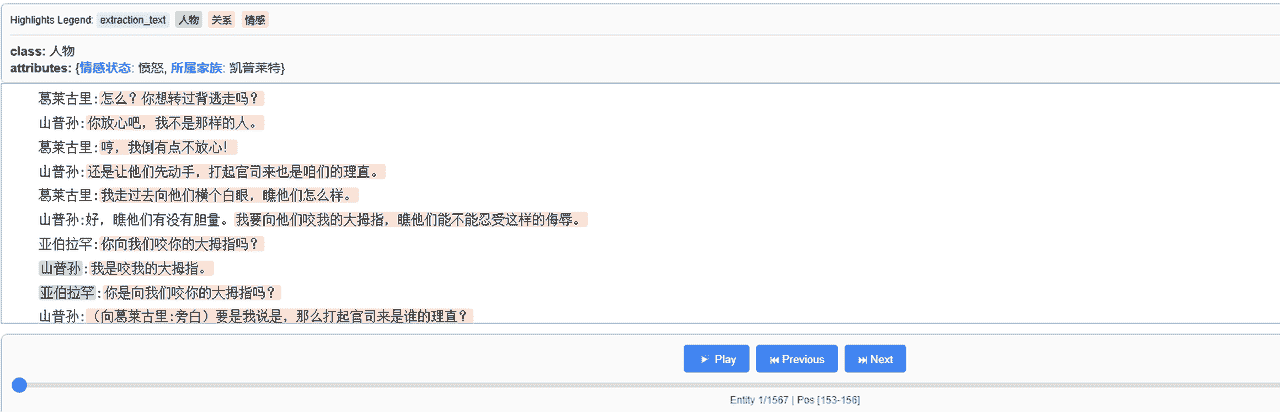 Highlights Legend: extraction_text 人物 关系 情感
class: 人物
attributes: {情感状态: 愤怒, 所属家族: 凯普莱特}
葛莱古里:怎么？你想转过背逃走吗？
山普孙:你放心吧，我不是那样的人。
葛莱古里:哼，我倒有点不放心！
山普孙:还是让他们先动手，打起官司来也是咱们的理直。
葛莱古里:我走过去向他们横个白眼，瞧他们怎么样。
山普孙:好，瞧他们有没有胆量。我要向他们咬我的大拇指，瞧他们能不能忍受这样的侮辱。
亚伯拉罕:你向我们咬你的大拇指吗？
山普孙:我是咬我的大拇指。
亚伯拉罕:你是向我们咬你的大拇指吗？
山普孙:（向葛莱古里:旁白）要是我说是，那么打起官司来是谁的理直？
Play Previous Next
Entity 1/1567 | Pos [153-156]